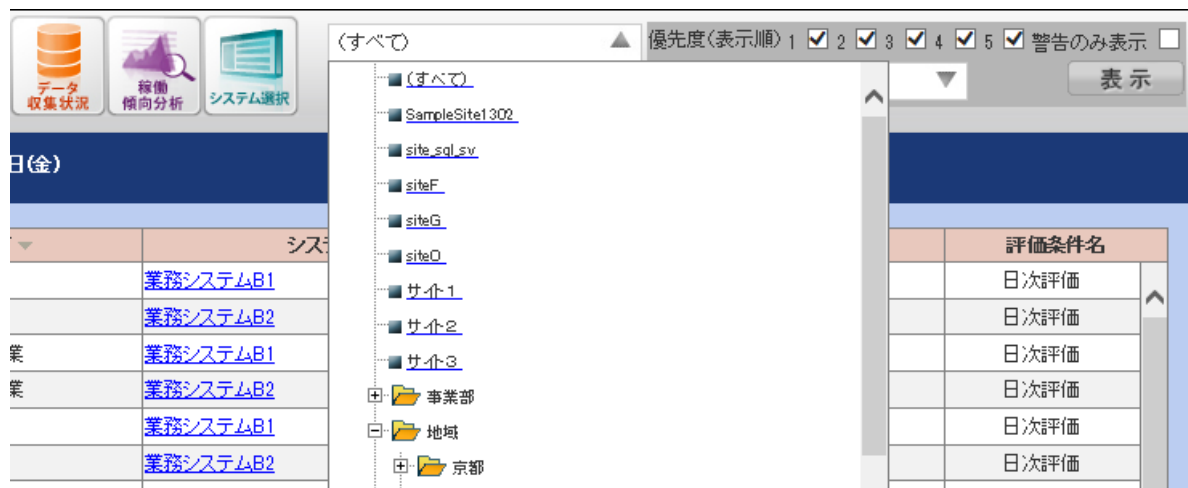 データ
収集状況
稼働
傾向分析
システム選択
(すべて)
優先度(表示順) 1 2 3 4 5 警告のみ表示
表示
日(金)
(すべて)
SampleSite1302
site_sql_sv
siteF
siteG
siteO
サイト1
サイト2
サイト3
事業部
地域
京都
評価条件名
業務システムB1 日次評価
業務システムB2 日次評価
業 業務システムB1 日次評価
業 業務システムB2 日次評価
業務システムB1 日次評価
業務システムB2 日次評価